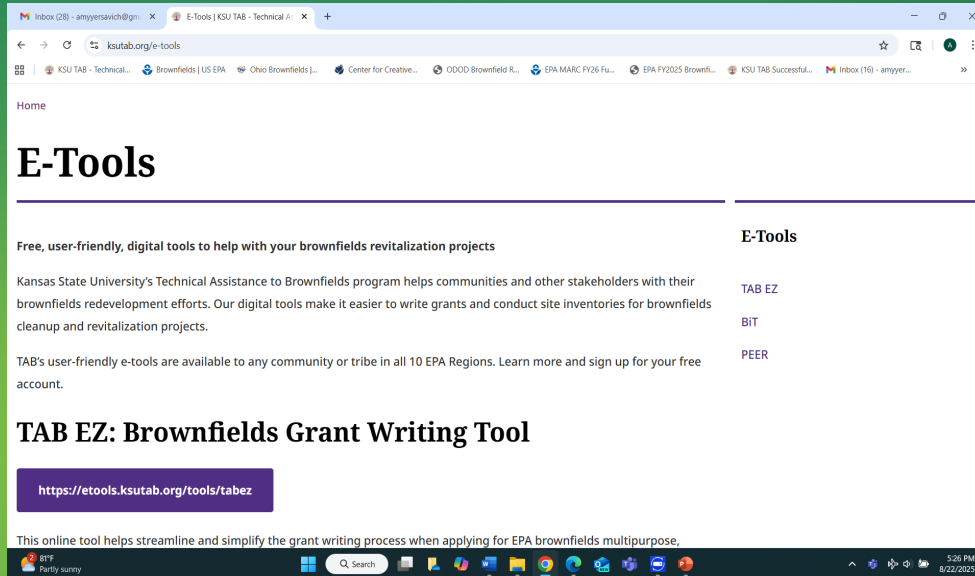 Inbox (28) - amyyersavich@gm
E-Tools | KSU TAB - Technical A
ksutab.org/e-tools
A
KSU TAB - Technical...
Brownfields | US EPA
Ohio Brownfields |...
Center for Creative...
ODOD Brownfield R...
EPA MARC FY26 Fu...
EPA FY2025 Brownfi...
KSU TAB Successful...
Inbox (16) - amyyer...
Home
E-Tools
Free, user-friendly, digital tools to help with your brownfields revitalization projects
Kansas State University's Technical Assistance to Brownfields program helps communities and other stakeholders with their
brownfields redevelopment efforts. Our digital tools make it easier to write grants and conduct site inventories for brownfields
cleanup and revitalization projects.
TAB's user-friendly e-tools are available to any community or tribe in all 10 EPA Regions. Learn more and sign up for your free
account.
E-Tools
TAB EZ
BiT
PEER
TAB EZ: Brownfields Grant Writing Tool
https://etools.ksutab.org/tools/tabez
This online tool helps streamline and simplify the grant writing process when applying for EPA brownfields multipurpose,
2
81°F
Partly sunny
Search
5:26 PM
8/22/2025